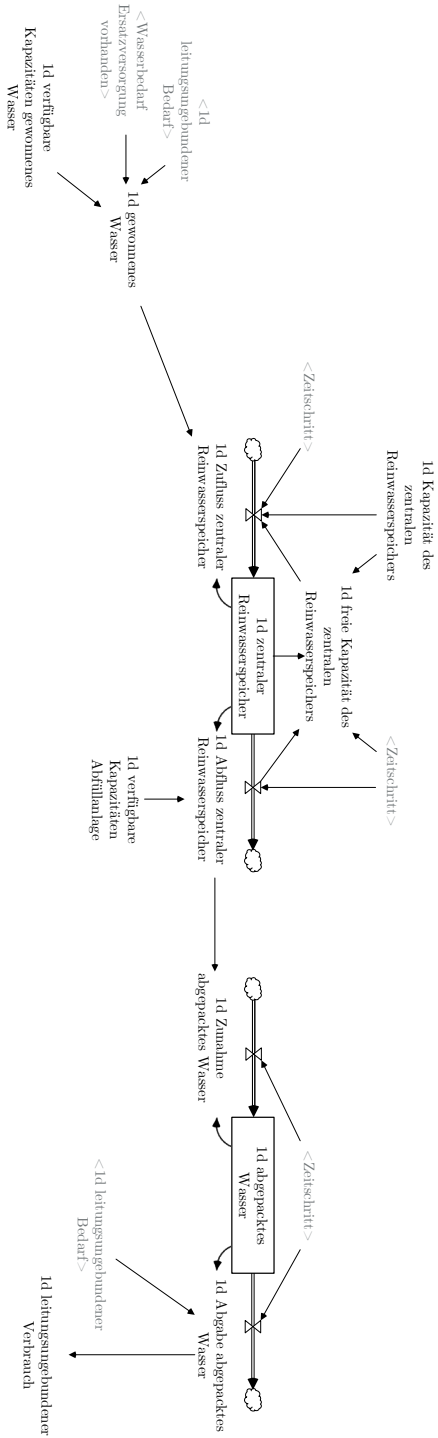 1d Kapazität des
zentralen
Reinwasserspeichers
<Zeitschritt>
1d freie Kapazität des
zentralen
Reinwasserspeichers
<Zeitschritt>
<Zeitschritt>
1d zentraler
Reinwasserspeicher
1d abgepacktes
Wasser
1d Zufluss zentraler
Reinwasserspeicher
1d Abfluss zentraler
Reinwasserspeicher
1d Zunahme
abgepacktes Wasser
1d Abgabe abgepacktes
Wasser
<1d
leitungsungebundener
Bedarf>
<Wasserbedarf
Ersatzversorgung
vorhanden>
1d gewonnenes
Wasser
1d verfügbare
Kapazitäten gewonnenes
Wasser
1d verfügbare
Kapazitäten
Abfüllanlage
<1d leitungsungebundener
Bedarf>
1d leitungsungebundener
Verbrauch